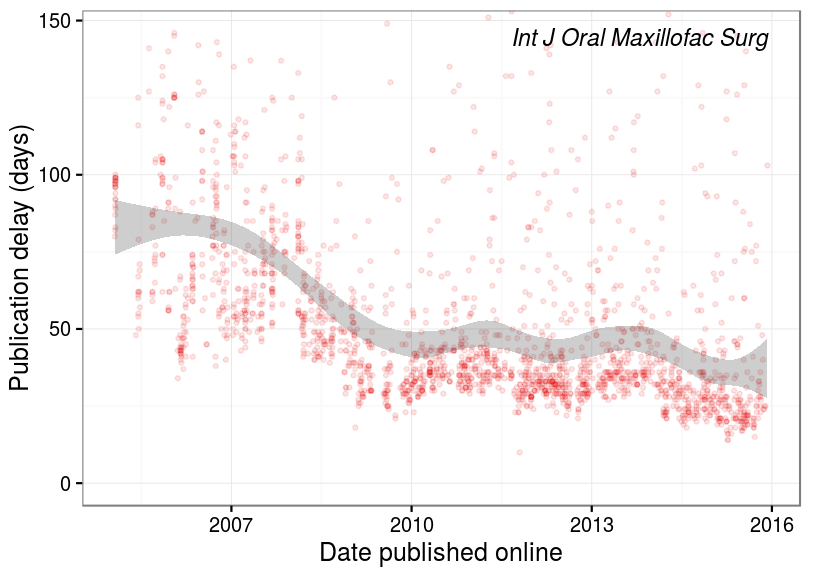 Int J Oral Maxillofac Surg
150
100
50
0
Publication delay (days)
2007 2010 2013 2016
Date published online